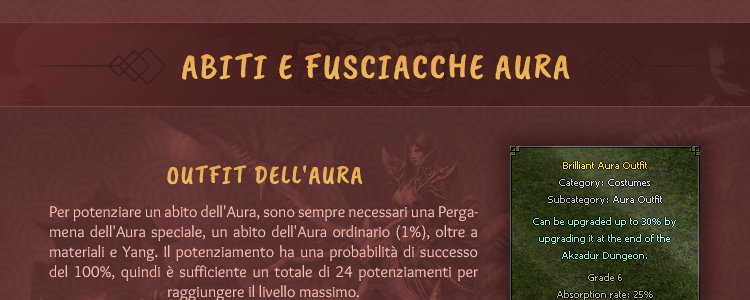 ABITI E FUSCIACCHE AURA
OUTFIT DELL'AURA
Per potenziare un abito dell'Aura, sono sempre necessari una Perga-
mena dell'Aura speciale, un abito dell'Aura ordinario (1%), oltre a
materiali e Yang. Il potenziamento ha una probabilità di successo
del 100%, quindi è sufficiente un totale di 24 potenziamenti per
raggiungere il livello massimo.
Brilliant Aura Outfit
Category: Costumes
Subcategory: Aura Outfit
Can be upgraded up to 30% by
upgrading it at the end of the
Akzadur Dungeon.
Grade 6
Absorption rate: 25%